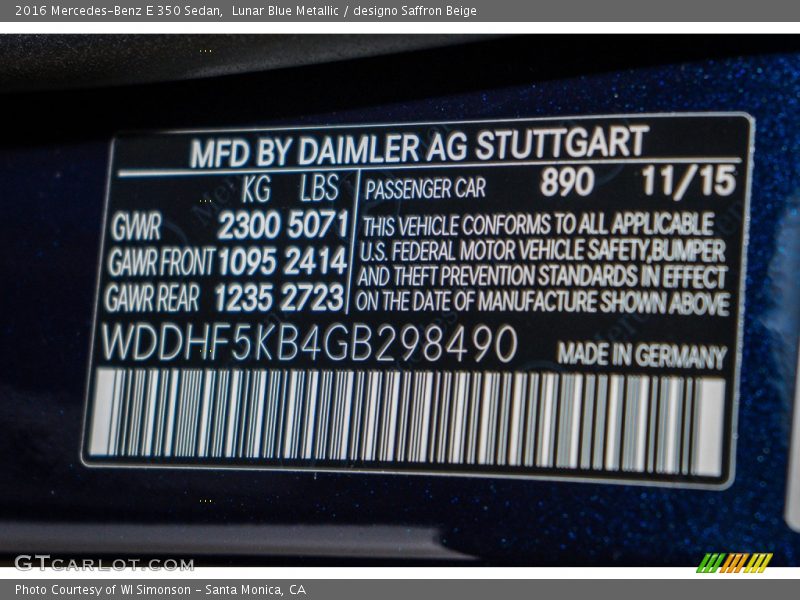 2016 Mercedes-Benz E 350 Sedan,  Lunar Blue Metallic / designo Saffron Beige
MFD BY DAIMLER AG STUTTGART
KG LBS
GWR 2300 5071
GAWR FRONT 1095 2414
GAWR REAR 1235 2723
PASSENGER CAR 890 11/15
THIS VEHICLE CONFORMS TO ALL APPLICABLE
U.S. FEDERAL MOTOR VEHICLE SAFETY,BUMPER
AND THEFT PREVENTION STANDARDS IN EFFECT
ON THE DATE OF MANUFACTURE SHOWN ABOVE
WDDHF5KB4GB298490
MADE IN GERMANY
GTCARLOT.COM
Photo Courtesy of WI Simonson - Santa Monica, CA